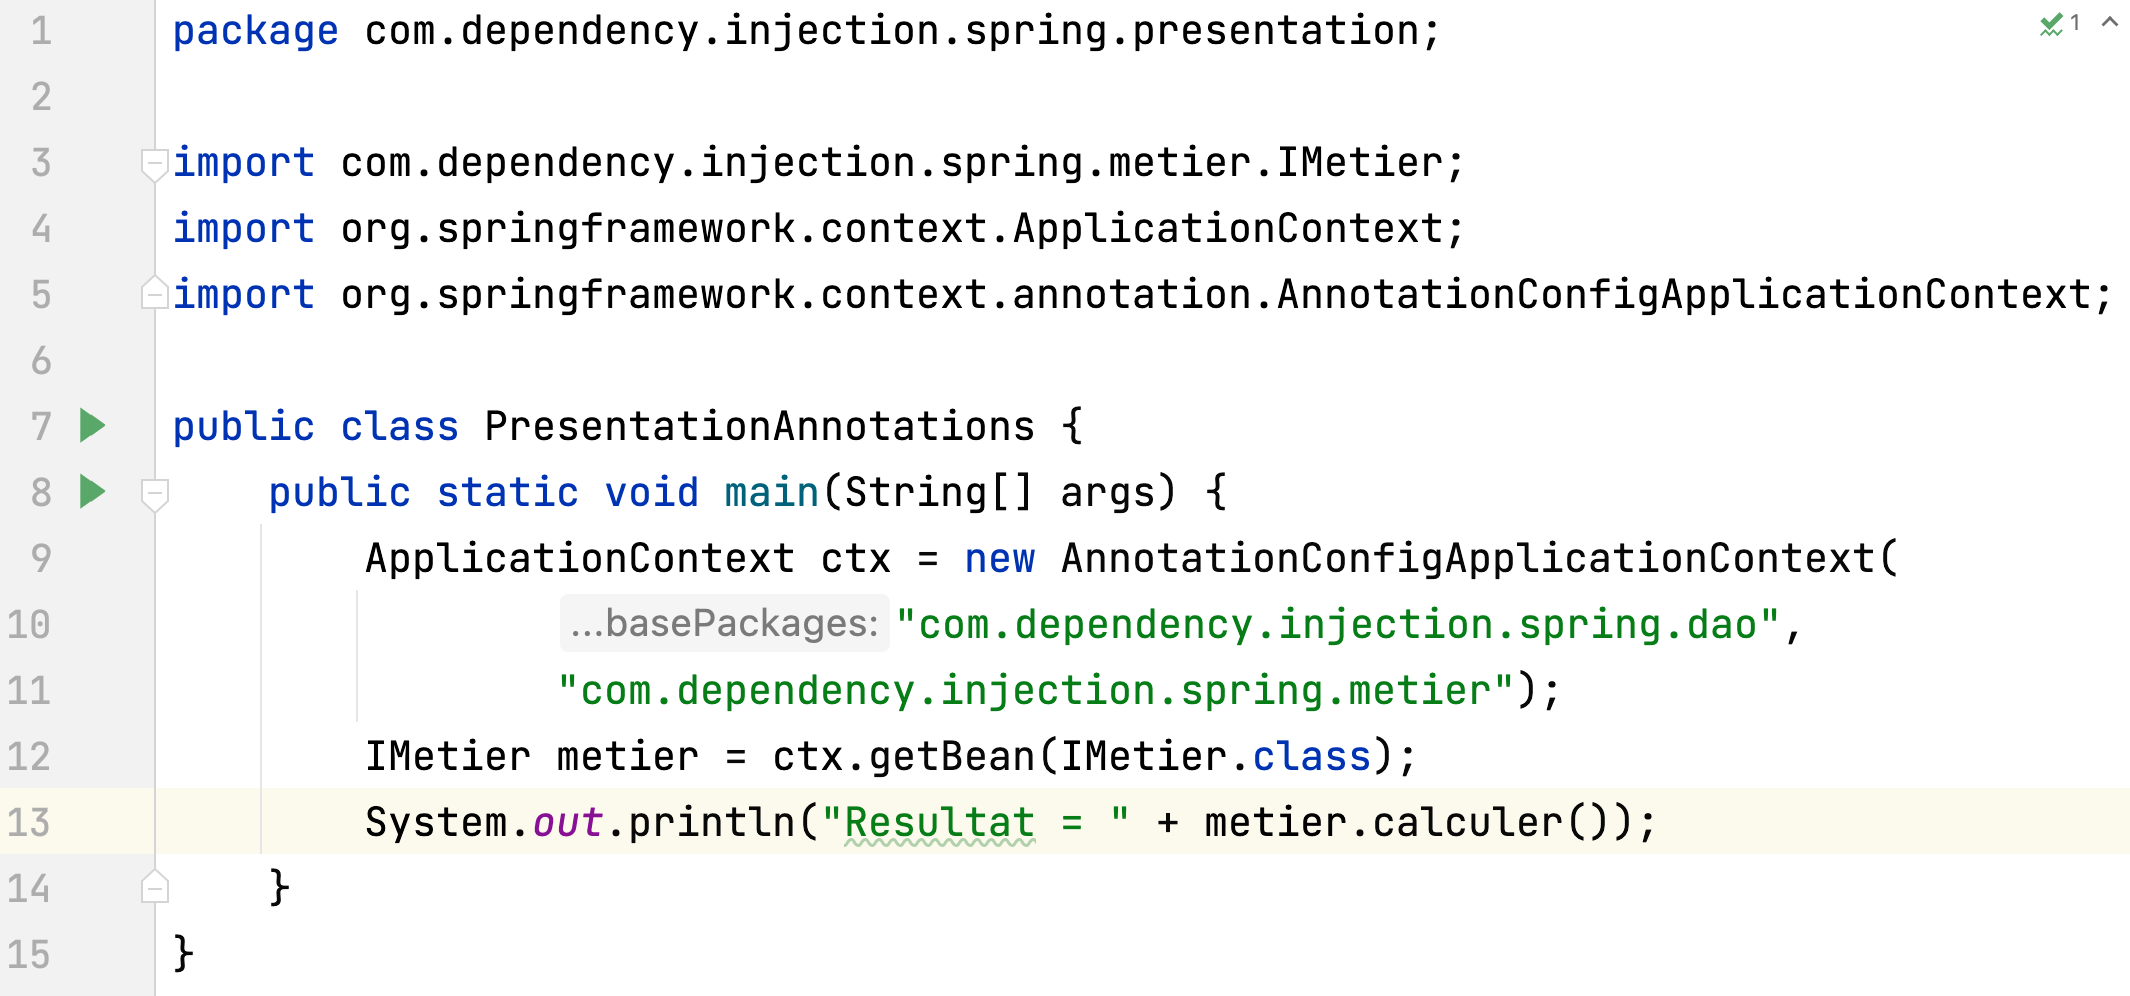 1 package com.dependency.injection.spring.presentation; 1
2
3 import com.dependency.injection.spring.metier.IMetier;
4 import org.springframework.context.ApplicationContext;
5 import org.springframework.context.annotation.AnnotationConfigApplicationContext;
6
7 public class PresentationAnnotations {
8 public static void main(String[] args) {
9 ApplicationContext ctx = new AnnotationConfigApplicationContext(
10 ...basePackages: "com.dependency.injection.spring.dao",
11 "com.dependency.injection.spring.metier");
12 IMetier metier = ctx.getBean(IMetier.class);
13 System.out.println("Resultat = " + metier.calculer());
14 }
15 }